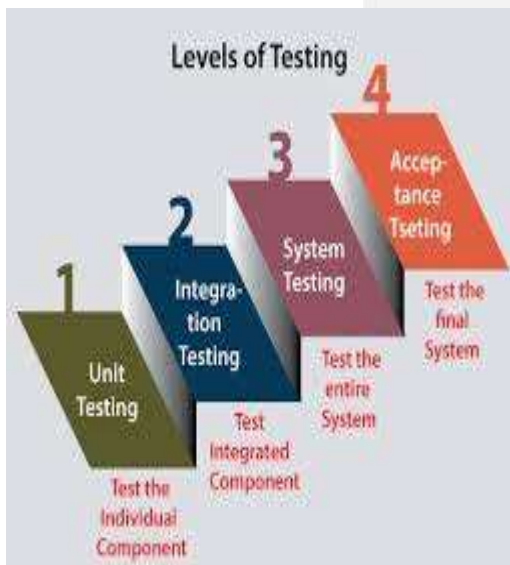 Levels of Testing
1
Unit
Testing
Test the
Individual
Component
2
Integra-
tion
Testing
Test
Integrated
Component
3
System
Testing
Test the
entire
System
4
Accep-
tance
Tseting
Test the
final
System